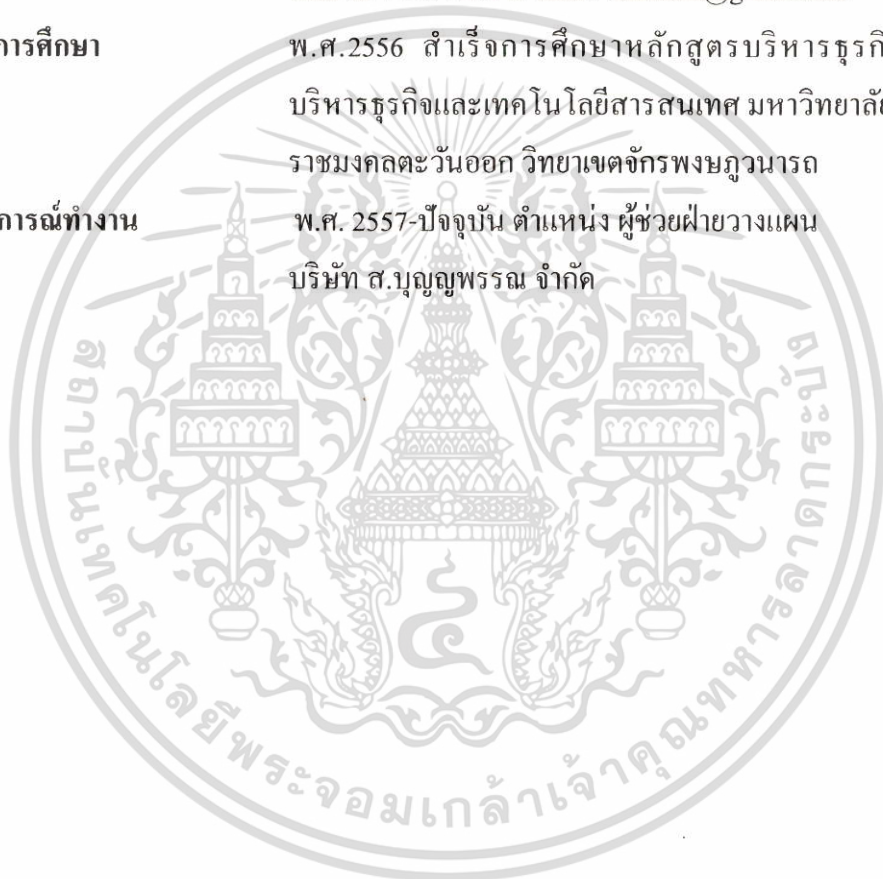 การศึกษา พ.ศ.2556 สำเร็จการศึกษาหลักสูตรบริหารธุรกิ
บริหารธุรกิจและเทคโนโลยีสารสนเทศ มหาวิทยาลัย
ราชมงคลตะวันออก วิทยาเขตจักรพงษภูวนารถ
การณ์ทำงาน พ.ศ. 2557-ปัจจุบัน ตำแหน่ง ผู้ช่วยฝ่ายวางแผน
บริษัท ส.บุญญพรรณ จำกัด
สถาบันเทคโนโลยีพระจอมเกล้าเจ้าคุณทหารลาดกระบัง